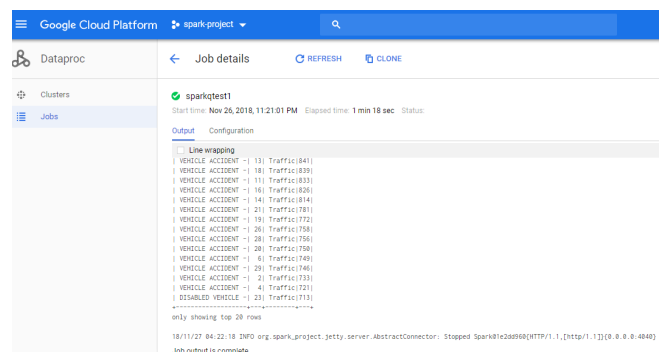 Google Cloud Platform
spark-project
Dataproc
Job details
REFRESH
CLONE
Clusters
Jobs
sparkqtest1
Start time: Nov 26, 2018, 11:21:01 PM Elapsed time: 1 min 18 sec Status:
Output Configuration
Line wrapping
| VEHICLE ACCIDENT -| 13| Traffic|841|
| VEHICLE ACCIDENT -| 18| Traffic|839|
| VEHICLE ACCIDENT -| 11| Traffic|833|
| VEHICLE ACCIDENT -| 16| Traffic|826|
| VEHICLE ACCIDENT -| 14| Traffic|814|
| VEHICLE ACCIDENT -| 21| Traffic|781|
| VEHICLE ACCIDENT -| 19| Traffic|772|
| VEHICLE ACCIDENT -| 26| Traffic|758|
| VEHICLE ACCIDENT -| 28| Traffic|756|
| VEHICLE ACCIDENT -| 20| Traffic|750|
| VEHICLE ACCIDENT -| 6| Traffic|749|
| VEHICLE ACCIDENT -| 29| Traffic|746|
| VEHICLE ACCIDENT -| 2| Traffic|733|
| VEHICLE ACCIDENT -| 4| Traffic|721|
| DISABLED VEHICLE -| 23| Traffic|713|
+------------------+---+--------+---+
only showing top 20 rows
18/11/27 04:22:18 INFO org.spark_project.jetty.server.AbstractConnector: Stopped Spark@1e2dd960{HTTP/1.1,[http/1.1]}{0.0.0.0:4040}
Job output is complete